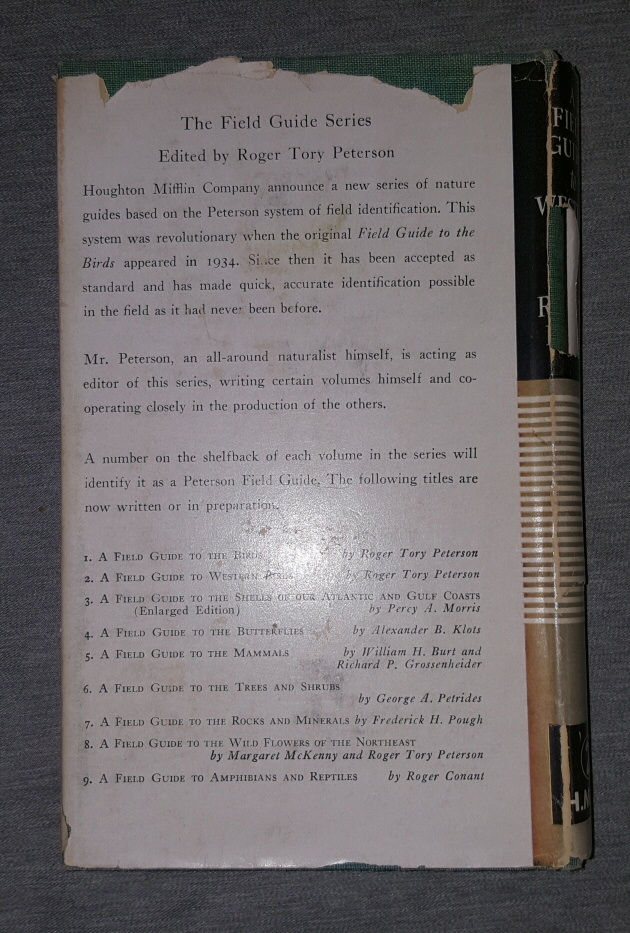 The Field Guide Series
Edited by Roger Tory Peterson
Houghton Mifflin Company announce a new series of nature
guides based on the Peterson system of field identification. This
system was revolutionary when the original Field Guide to the
Birds appeared in 1934. Since then it has been accepted as
standard and has made quick, accurate identification possible
in the field as it had never been before.
Mr. Peterson, an all-around naturalist himself, is acting as
editor of this series, writing certain volumes himself and co-
operating closely in the production of the others.
A number on the shelfback of each volume in the series will
identify it as a Peterson Field Guide. The following titles are
now written or in preparation.
1. A Field Guide to the Birds by Roger Tory Peterson
2. A Field Guide to Western Birds by Roger Tory Peterson
3. A Field Guide to the Shells of our Atlantic and Gulf Coasts
(Enlarged Edition) by Percy A. Morris
4. A Field Guide to the Butterflies by Alexander B. Klots
5. A Field Guide to the Mammals by William H. Burt and
Richard P. Grossenheider
6. A Field Guide to the Trees and Shrubs
by George A. Petrides
7. A Field Guide to the Rocks and Minerals by Frederick H. Pough
8. A Field Guide to the Wild Flowers of the Northeast
by Margaret McKenny and Roger Tory Peterson
9. A Field Guide to Amphibians and Reptiles by Roger Conant